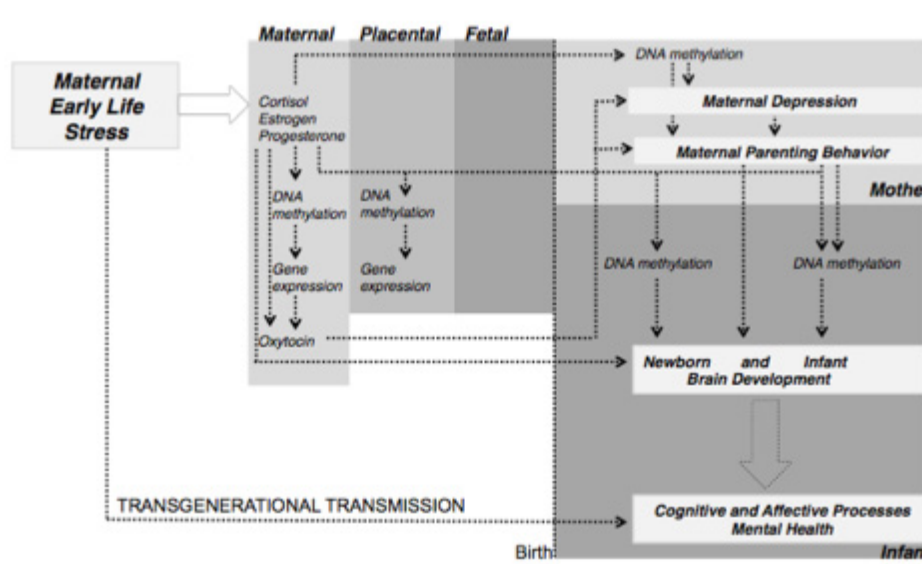 Maternal Placental Fetal
Maternal
Early Life
Stress
Cortisol
Estrogen
Progesterone
DNA
methylation
Gene
expression
Oxytocin
DNA
methylation
Gene
expression
DNA methylation
Maternal Depression
Maternal Parenting Behavior
Mothe
DNA methylation DNA methylation
Newborn and Infant
Brain Development
TRANSGENERATIONAL TRANSMISSION
Cognitive and Affective Processes
Mental Health
Birth
Infan